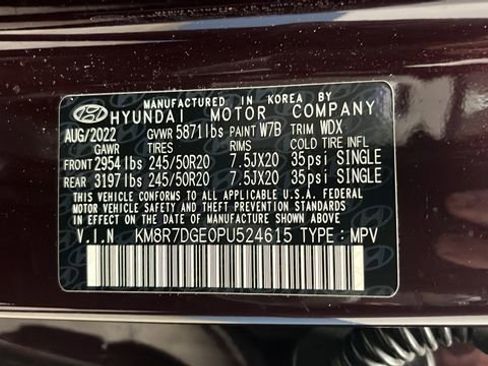 MANUFACTURED IN KOREA BY
HYUNDAI MOTOR COMPANY
AUG/2022 GVWR 5871lbs PAINT W7B TRIM WDX
GAWR TIRES RIMS COLD TIRE INFL
FRONT 2954lbs 245/50R20 7.5JX20 35psi SINGLE
REAR 3197lbs 245/50R20 7.5JX20 35psi SINGLE
THIS VEHICLE CONFORMS TO ALL APPLICABLE U.S.A. FEDERAL
MOTOR VEHICLE SAFETY AND THEFT PREVENTION STANDARDS
IN EFFECT ON THE DATE OF MANUFACTURE SHOWN ABOVE.
V.I.N KM8R7DGE0PU524615 TYPE : MPV